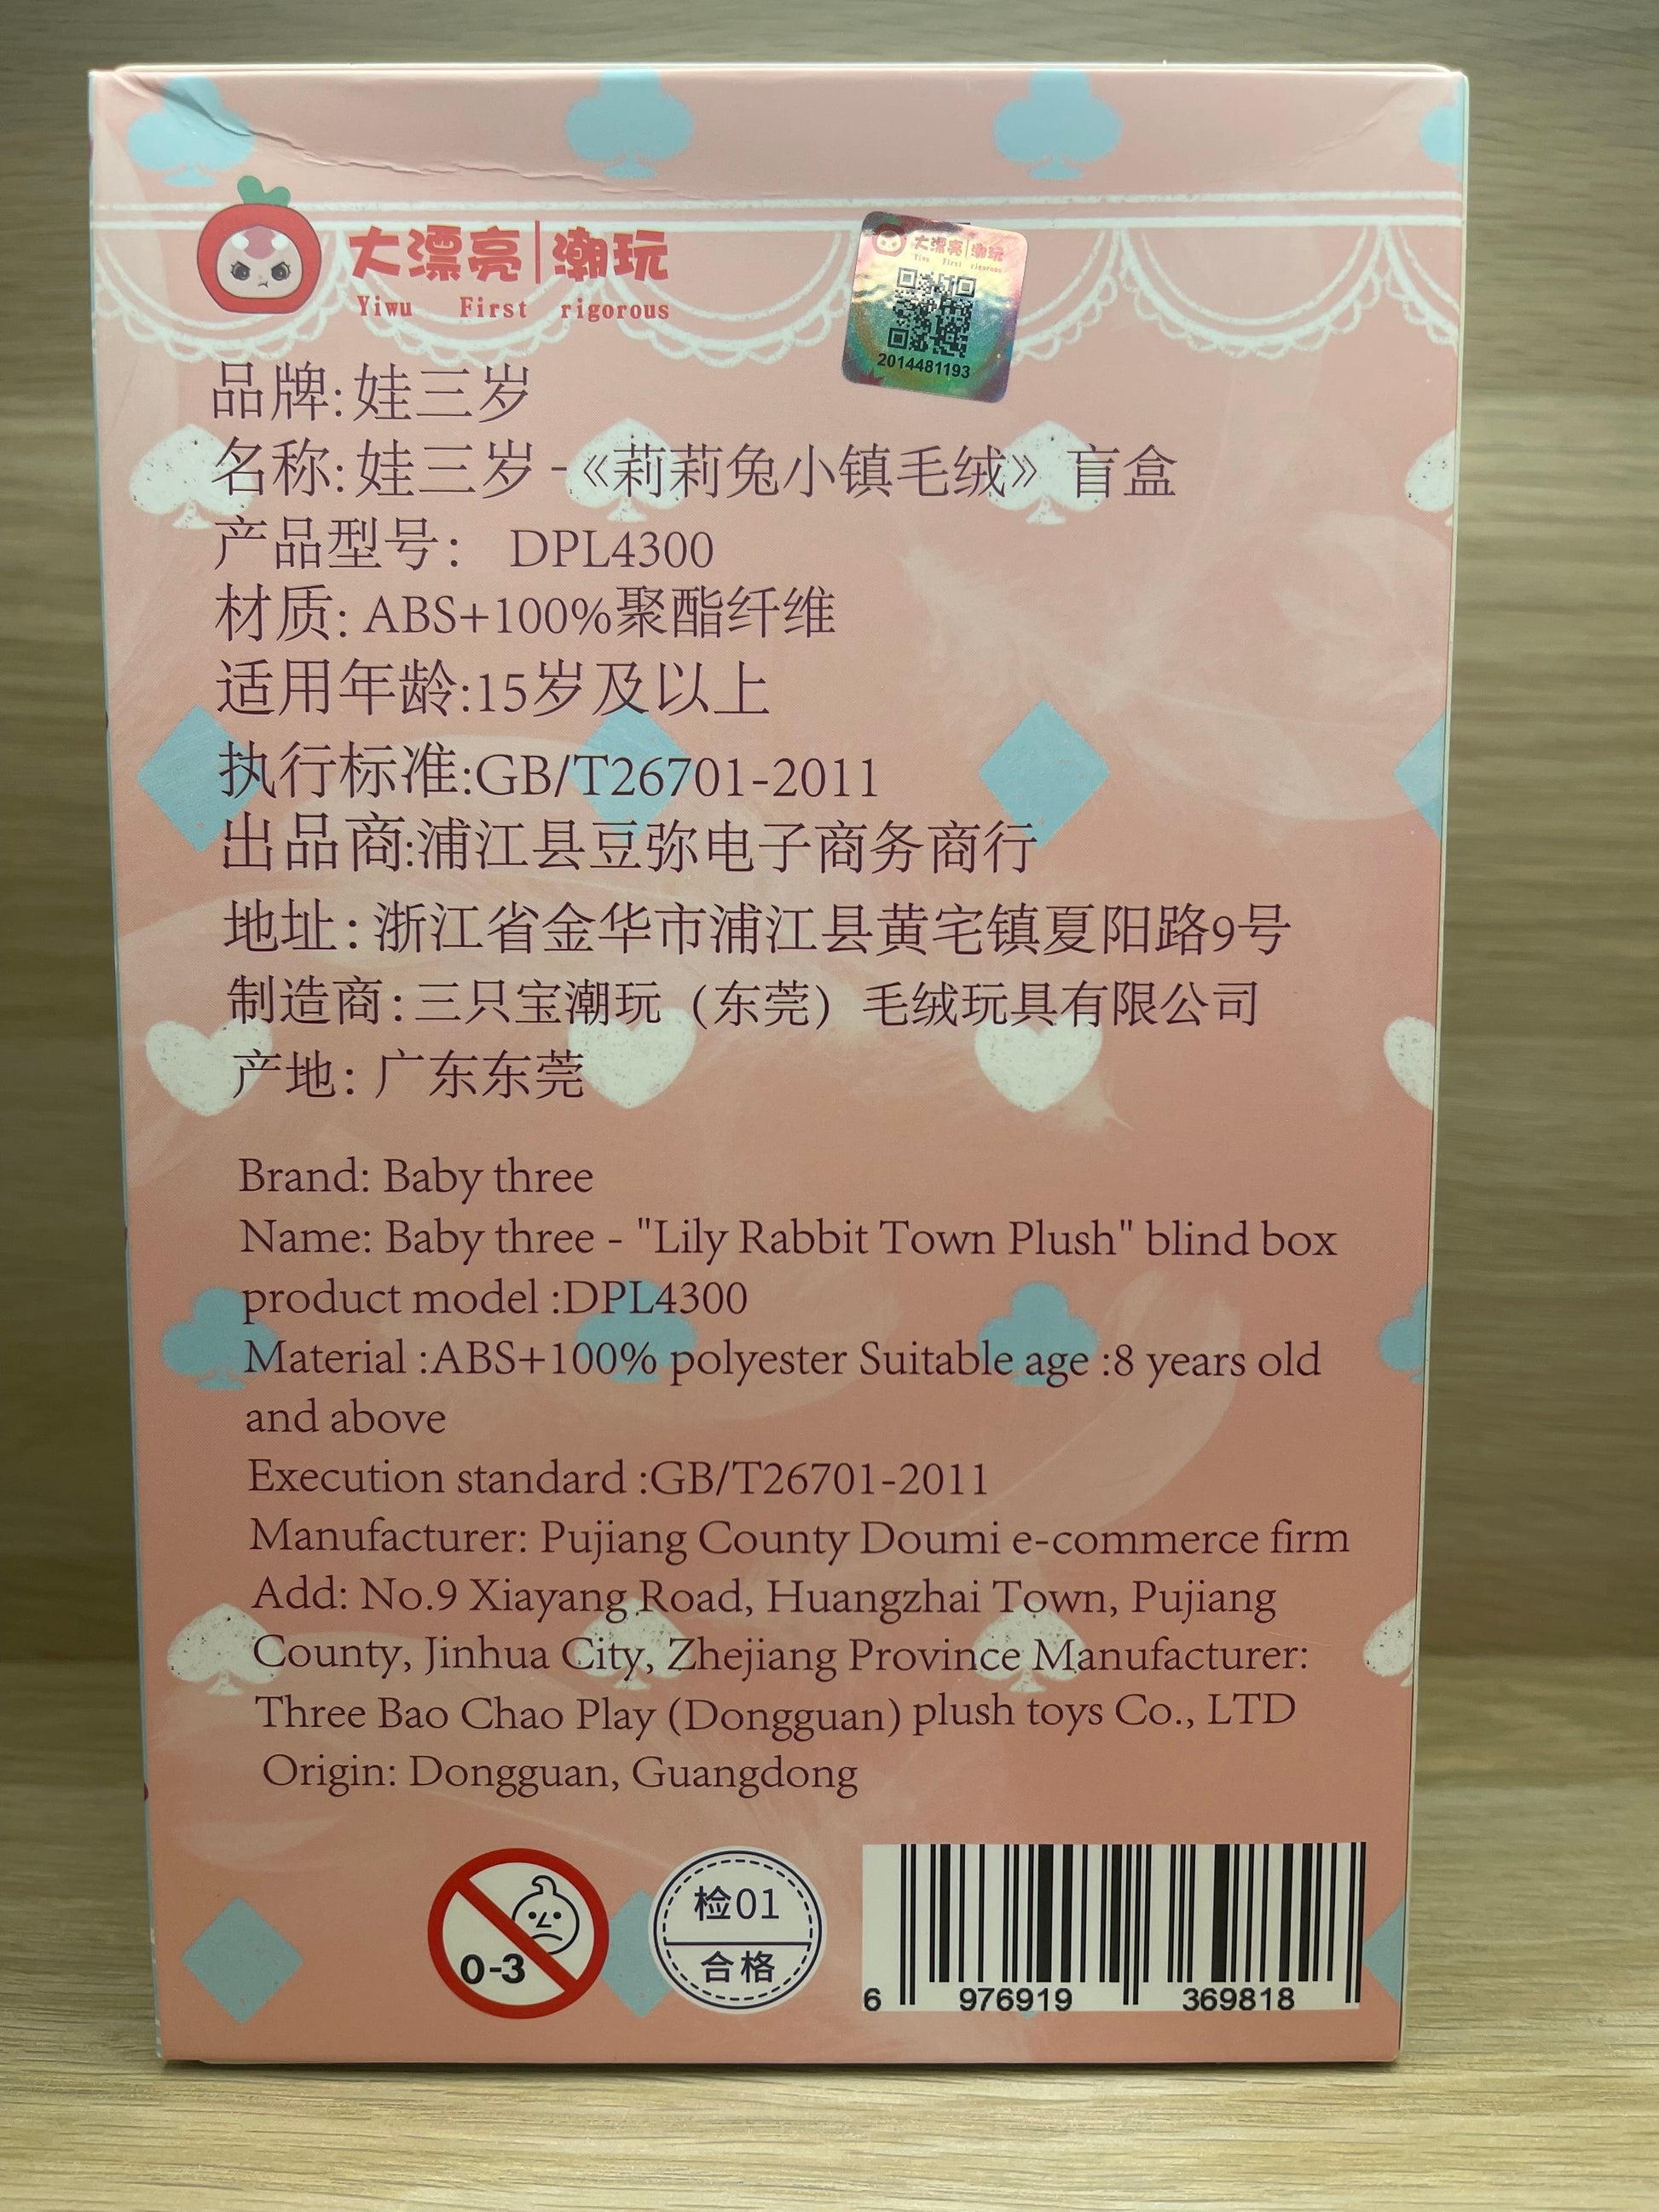 大漂亮|潮玩
Yiwu First rigorous
大漂亮|潮玩
Yiwu First rigorous
2014481193
品牌:娃三岁
名称:娃三岁-《莉莉兔小镇毛绒》盲盒
产品型号： DPL4300
材质: ABS+100%聚酯纤维
适用年龄:15岁及以上
执行标准:GB/T26701-2011
出品商:浦江县豆弥电子商务商行
地址:浙江省金华市浦江县黄宅镇夏阳路9号
制造商:三只宝潮玩（东莞）毛绒玩具有限公司
产地:广东东莞
Brand: Baby three
Name: Baby three - "Lily Rabbit Town Plush" blind box
product model :DPL4300
Material :ABS+100% polyester Suitable age :8 years old
and above
Execution standard :GB/T26701-2011
Manufacturer: Pujiang County Doumi e-commerce firm
Add: No.9 Xiayang Road, Huangzhai Town, Pujiang
County, Jinhua City, Zhejiang Province Manufacturer:
Three Bao Chao Play (Dongguan) plush toys Co., LTD
Origin: Dongguan, Guangdong
0-3
检01
合格
6 976919 369818